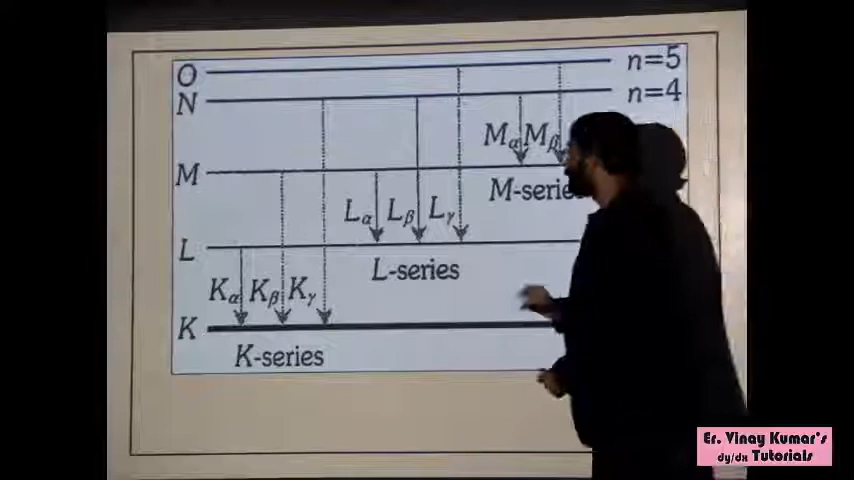 O n=5
N n=4
Mα Mβ
M
M-series
Lα Lβ Lγ
L
L-series
Kα Kβ Kγ
K
K-series
Er. Vinay Kumar's
dy/dx Tutorials